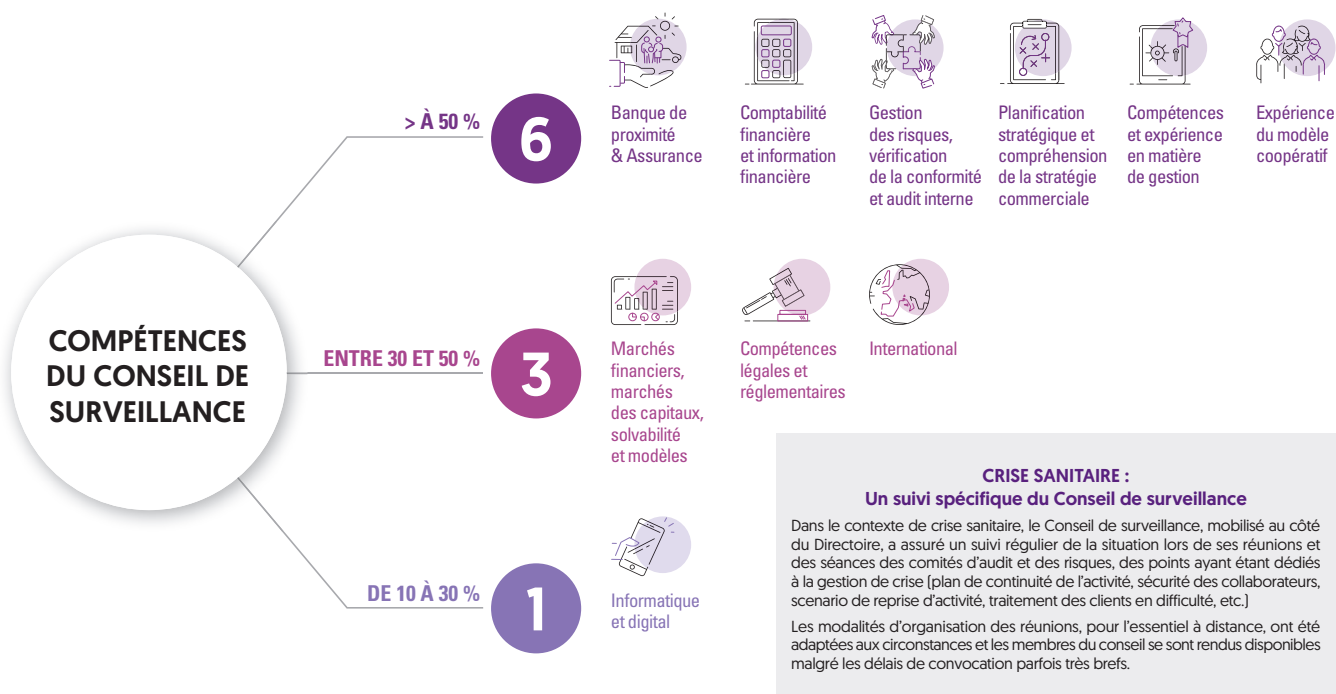 COMPÉTENCES
DU CONSEIL DE
SURVEILLANCE
> À 50 %
6
Banque de
proximité
& Assurance
Comptabilité
financière
et information
financière
Gestion
des risques,
vérification
de la conformité
et audit interne
Planification
stratégique et
compréhension
de la stratégie
commerciale
Compétences
et expérience
en matière
de gestion
Expérience
du modèle
coopératif
ENTRE 30 ET 50 %
3
Marchés
financiers,
marchés
des capitaux,
solvabilité
et modèles
Compétences
légales et
réglementaires
International
DE 10 À 30 %
1
Informatique
et digital
CRISE SANITAIRE :
Un suivi spécifique du Conseil de surveillance
Dans le contexte de crise sanitaire, le Conseil de surveillance, mobilisé au côté
du Directoire, a assuré un suivi régulier de la situation lors de ses réunions et
des séances des comités d'audit et des risques, des points ayant étant dédiés
à la gestion de crise (plan de continuité de l'activité, sécurité des collaborateurs,
scenario de reprise d'activité, traitement des clients en difficulté, etc.)
Les modalités d'organisation des réunions, pour l'essentiel à distance, ont été
adaptées aux circonstances et les membres du conseil se sont rendus disponibles
malgré les délais de convocation parfois très brefs.